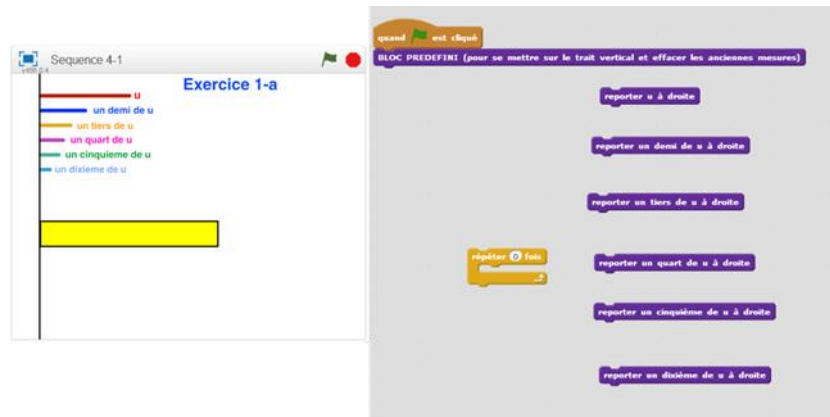 quand est cliqué
BLOC PREDEFINI (pour se mettre sur le trait vertical et effacer les anciennes mesures)
Sequence 4-1
Exercice 1-a
u
un demi de u
un tiers de u
un quart de u
un cinquieme de u
un dixieme de u
reporter u à droite
reporter un demi de u à droite
reporter un tiers de u à droite
répéter 0 fois
reporter un quart de u à droite
reporter un cinquième de u à droite
reporter un dixième de u à droite